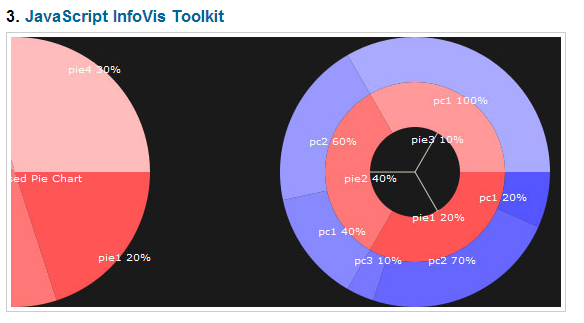 3. JavaScript InfoVis Toolkit
pie4 30%
sed Pie Chart
pie1 20%
pc1 100%
pc2 60%
pie3 10%
pie2 40%
pc1 20%
pie1 20%
pc1 40%
pc3 10%
pc2 70%